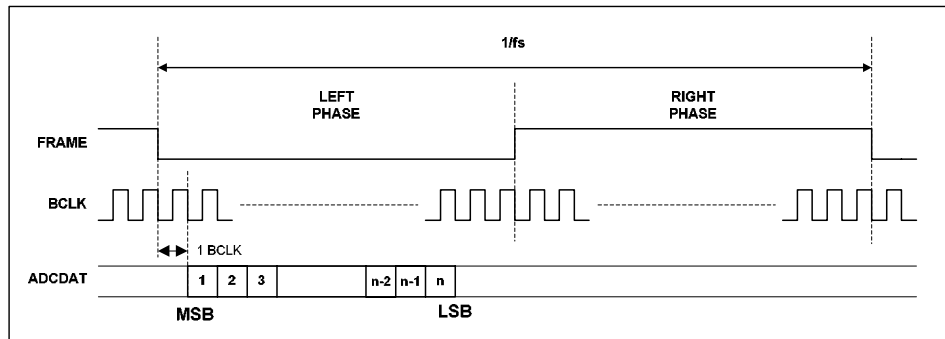 1/fs
LEFT
PHASE
RIGHT
PHASE
FRAME
BCLK
1 BCLK
ADCDAT
1 2 3 n-2 n-1 n
MSB
LSB